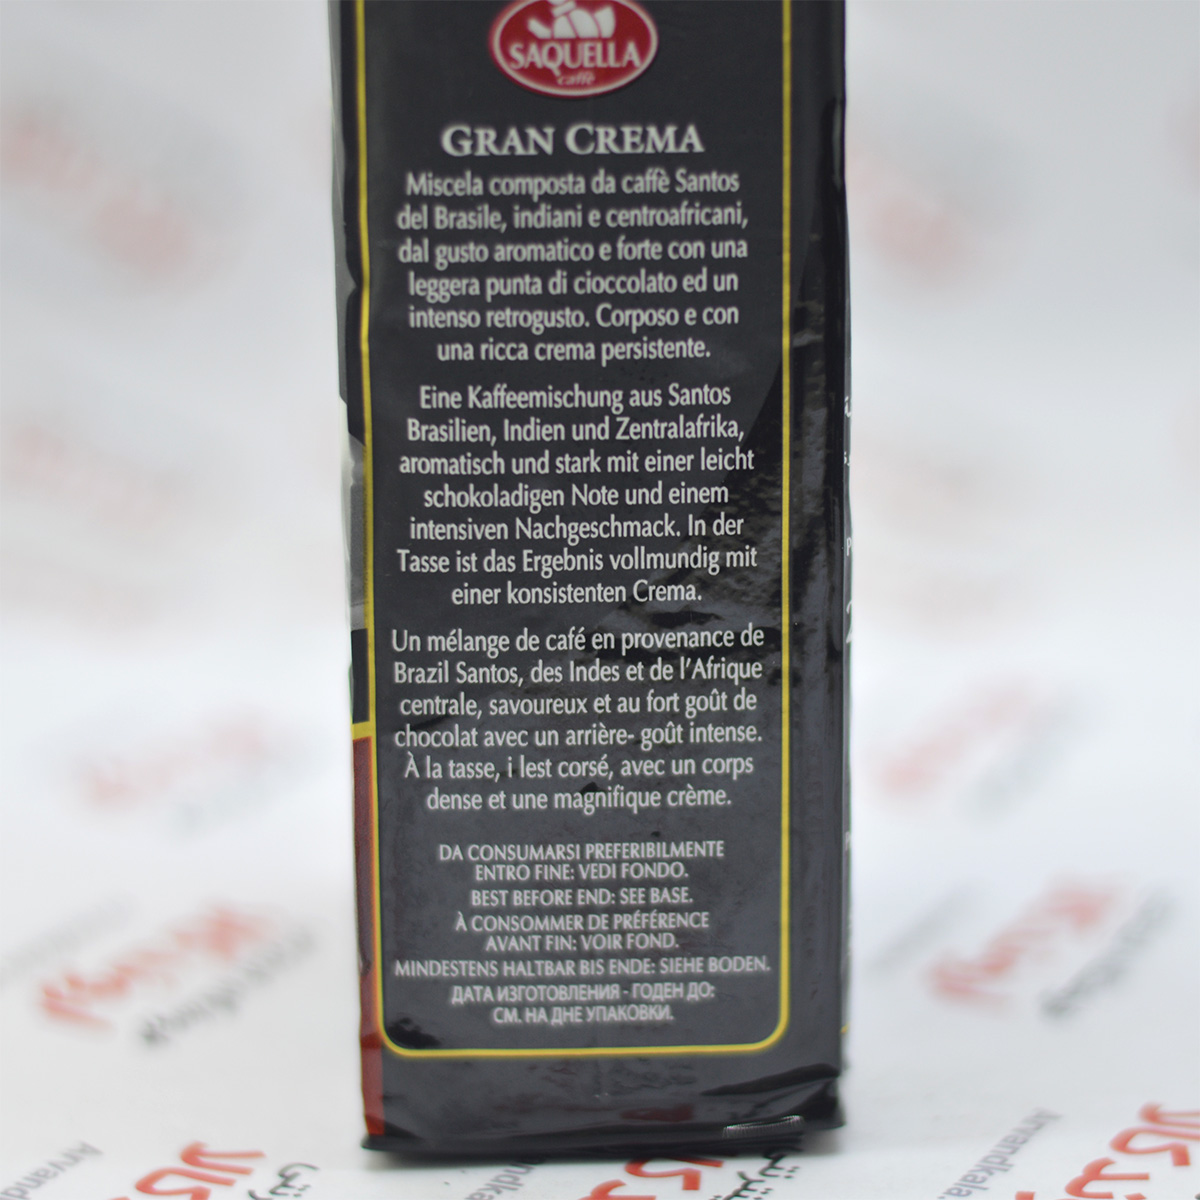 SAQUELLA
caffè
GRAN CREMA
Miscela composta da caffè Santos
del Brasile, indiani e centroafricani,
dal gusto aromatico e forte con una
leggera punta di cioccolato ed un
intenso retrogusto. Corposo e con
una ricca crema persistente.
Eine Kaffeemischung aus Santos
Brasilien, Indien und Zentralafrika,
aromatisch und stark mit einer leicht
schokoladigen Note und einem
intensiven Nachgeschmack. In der
Tasse ist das Ergebnis vollmundig mit
einer konsistenten Crema.
Un mélange de café en provenance de
Brazil Santos, des Indes et de l'Afrique
centrale, savoureux et au fort goût de
chocolat avec un arrière- goût intense.
À la tasse, i lest corsé, avec un corps
dense et une magnifique crème.
DA CONSUMARSI PREFERIBILMENTE
ENTRO FINE: VEDI FONDO.
BEST BEFORE END: SEE BASE.
À CONSOMMER DE PRÉFÉRENCE
AVANT FIN: VOIR FOND.
MINDESTENS HALTBAR BIS ENDE: SIEHE BODEN.
ДАТА ИЗГОТОВЛЕНИЯ - ГОДЕН ДО:
СМ. НА ДНЕ УПАКОВКИ.